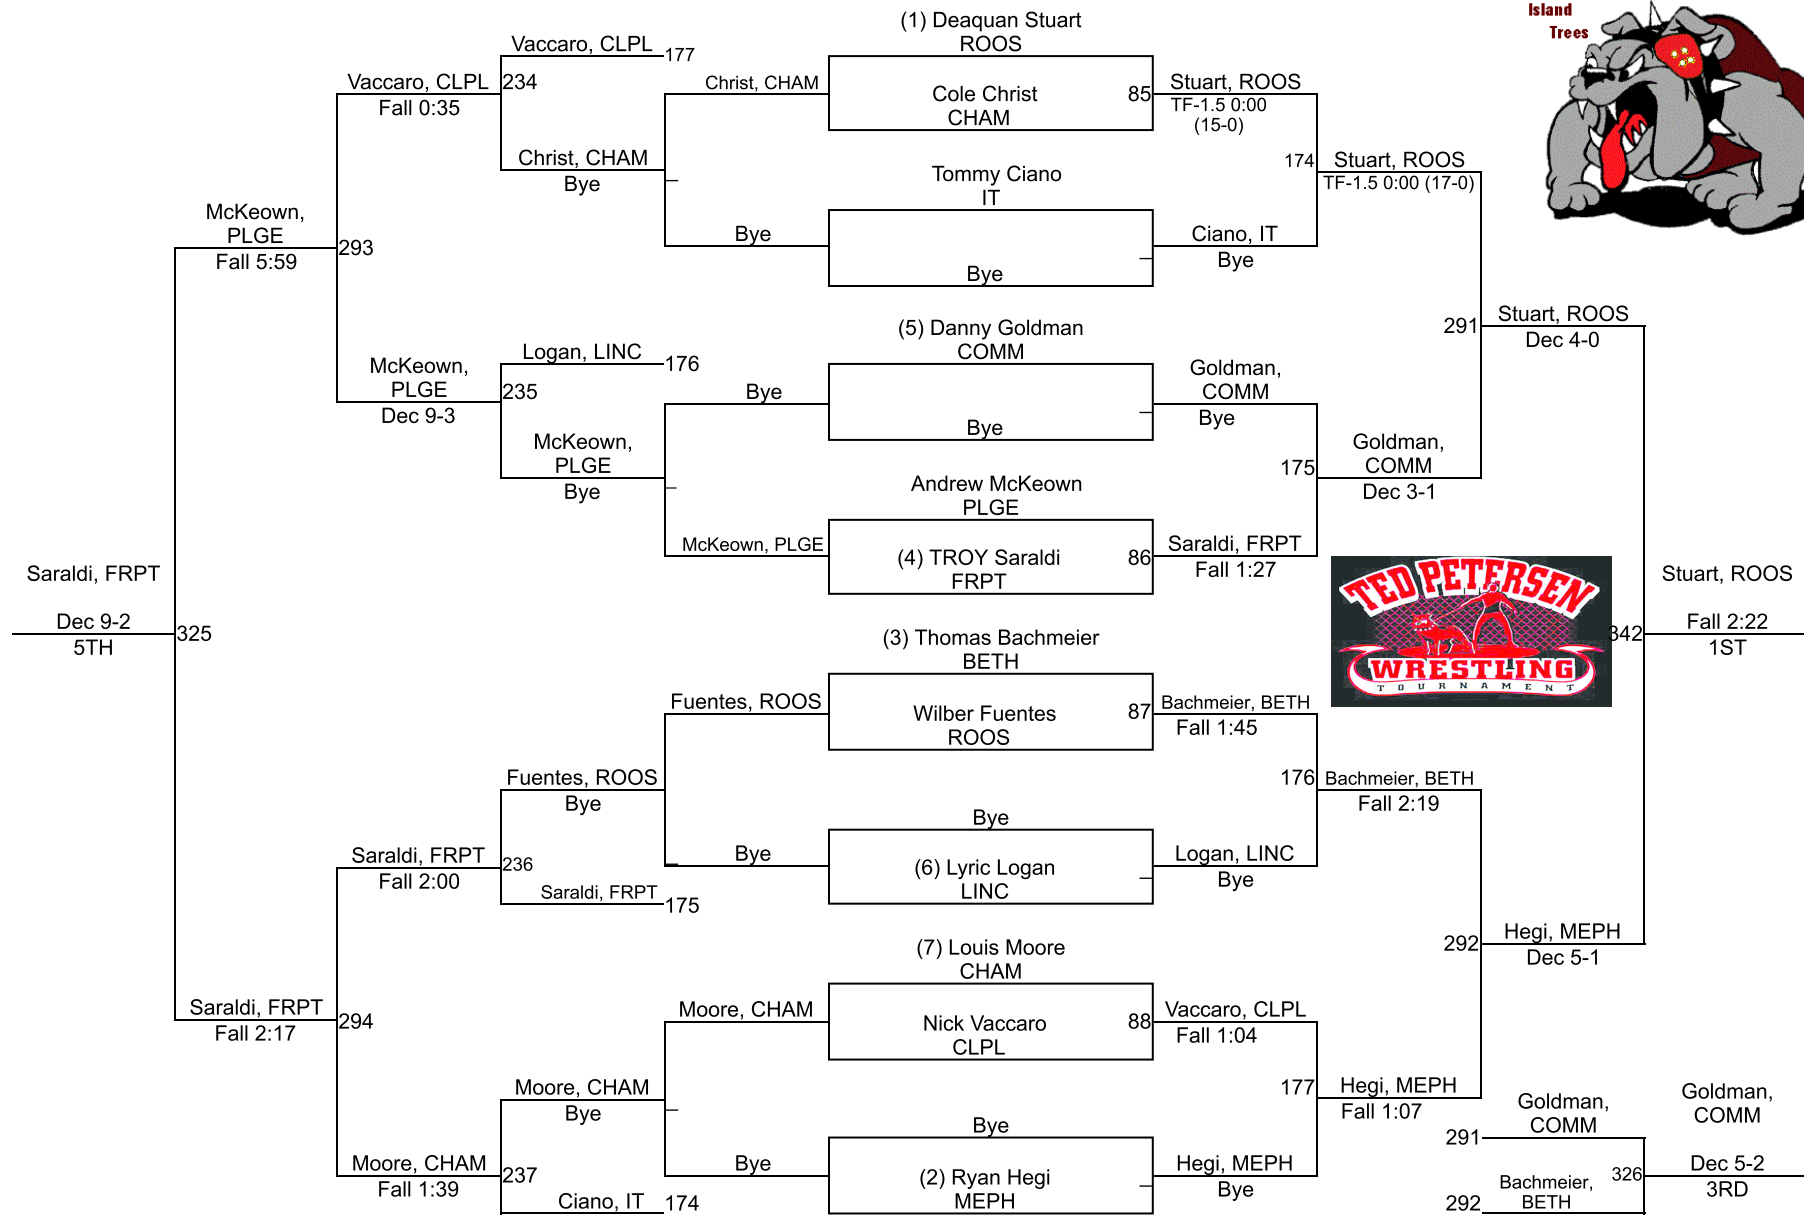 Island
Trees
(1) Deaquan Stuart
ROOS
Cole Christ
CHAM
85
Tommy Ciano
IT
Bye
(5) Danny Goldman
COMM
Bye
Andrew McKeown
PLGE
(4) TROY Saraldi
FRPT
86
(3) Thomas Bachmeier
BETH
Wilber Fuentes
ROOS
87
Bye
(6) Lyric Logan
LINC
(7) Louis Moore
CHAM
Nick Vaccaro
CLPL
88
Bye
(2) Ryan Hegi
MEPH
Stuart, ROOS
TF-1.5 0:00
(15-0)
174
Ciano, IT
Bye
Goldman,
COMM
Bye
175
Saraldi, FRPT
Fall 1:27
Bachmeier, BETH
Fall 1:45
176
Logan, LINC
Bye
Vaccaro, CLPL
Fall 1:04
177
Hegi, MEPH
Bye
Stuart, ROOS
TF-1.5 0:00 (17-0)
291
Goldman,
COMM
Dec 3-1
Bachmeier, BETH
Fall 2:19
292
Hegi, MEPH
Fall 1:07
Stuart, ROOS
Dec 4-0
342
Hegi, MEPH
Dec 5-1
Stuart, ROOS
Fall 2:22
1ST
TED PETERSEN
WRESTLING
TOURNAMENT
Goldman,
COMM
291
Bachmeier,
BETH
292
326
Goldman,
COMM
Dec 5-2
3RD
Christ, CHAM
Bye
Bye
McKeown, PLGE
Fuentes, ROOS
Bye
Moore, CHAM
Bye
Vaccaro, CLPL
177
234
Christ, CHAM
Bye
Logan, LINC
176
235
McKeown,
PLGE
Bye
Fuentes, ROOS
Bye
236
Saraldi, FRPT
175
Moore, CHAM
Bye
237
Ciano, IT
174
Vaccaro, CLPL
Fall 0:35
293
McKeown,
PLGE
Dec 9-3
Saraldi, FRPT
Fall 2:00
294
Moore, CHAM
Fall 1:39
McKeown,
PLGE
Fall 5:59
325
Saraldi, FRPT
Fall 2:17
Saraldi, FRPT
Dec 9-2
5TH